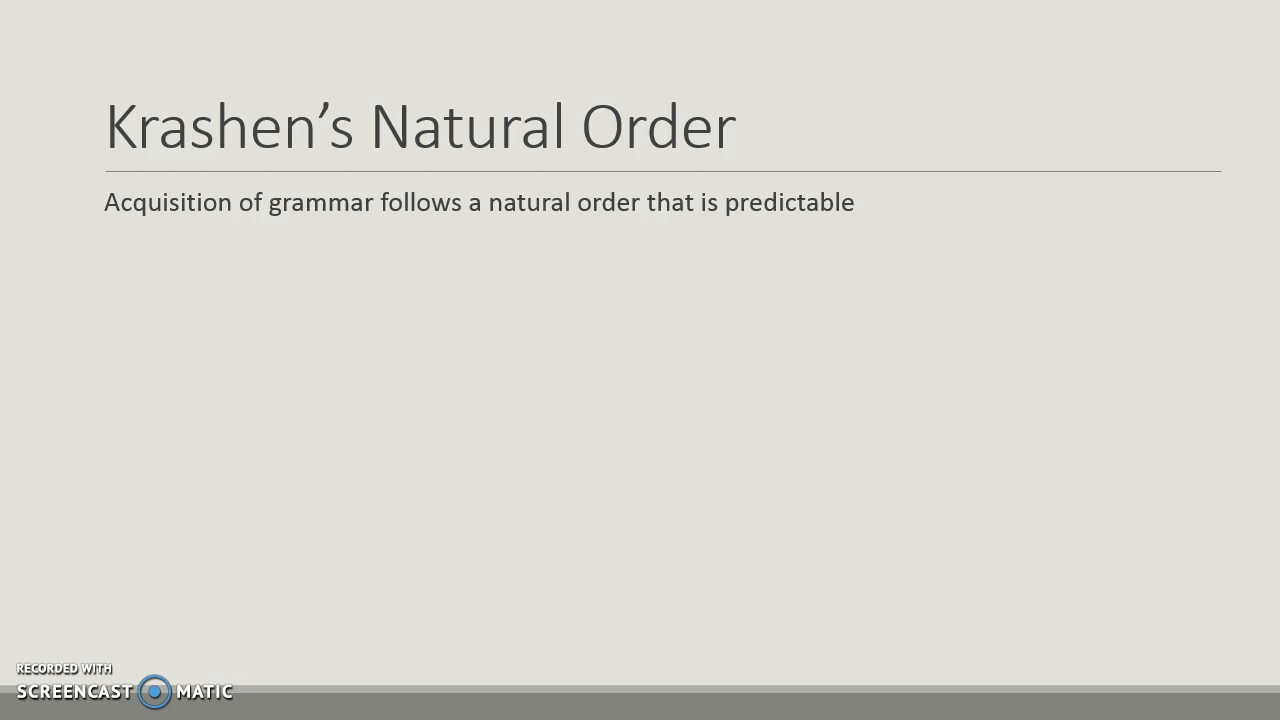 Krashen’s Natural Order
Acquisition of grammar follows a natural order that is predictable
RECORDED WITH
SCREENCAST MATIC